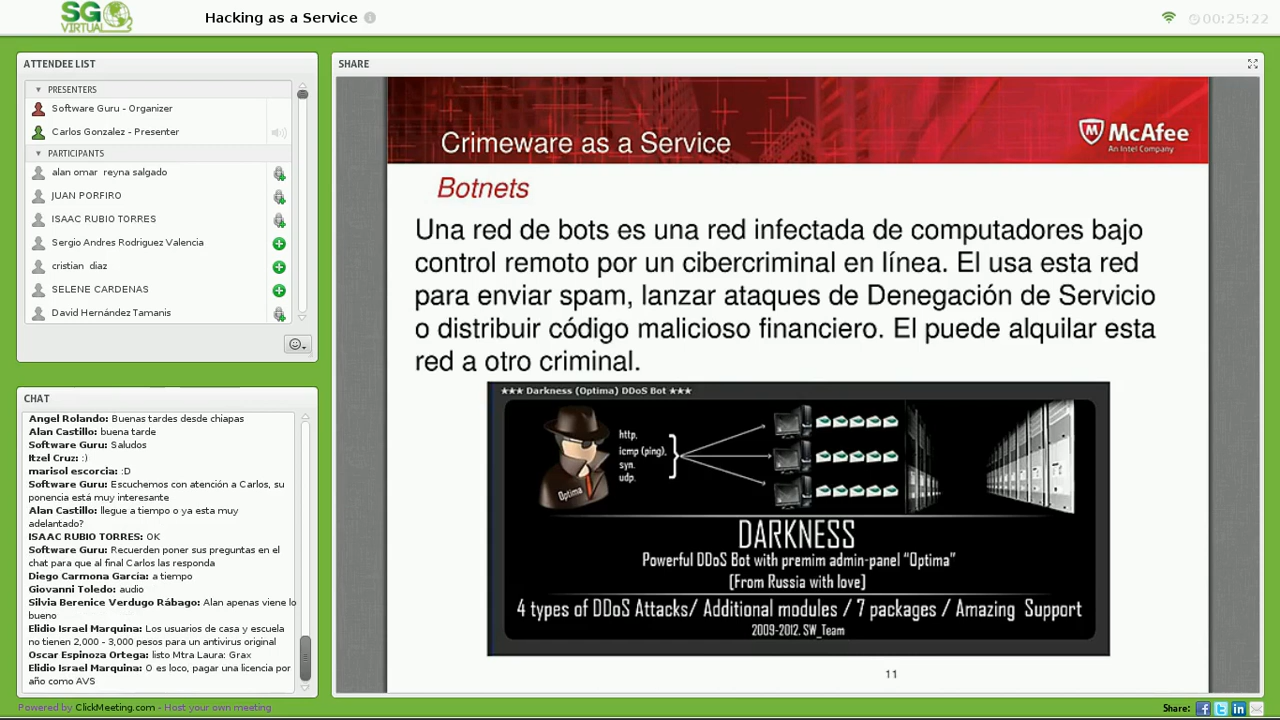 SG
VIRTUAL
Hacking as a Service
00:25:22
ATTENDEE LIST
PRESENTERS
Software Guru - Organizer
Carlos Gonzalez - Presenter
PARTICIPANTS
alan omar reyna salgado
JUAN PORFIRO
ISAAC RUBIO TORRES
Sergio Andres Rodriguez Valencia
cristian diaz
SELENE CARDENAS
David Hernández Tamanis
CHAT
Angel Rolando: Buenas tardes desde chiapas
Alan Castillo: buena tarde
Software Guru: Saludos
Itzel Cruz: :)
marisol escorcia: :D
Software Guru: Escuchemos con atención a Carlos, su
ponencia está muy interesante
Alan Castillo: llegue a tiempo o ya esta muy
adelantado?
ISAAC RUBIO TORRES: OK
Software Guru: Recuerden poner sus preguntas en el
chat para que al final Carlos las responda
Diego Carmona García: a tiempo
Giovanni Toledo: audio
Silvia Berenice Verdugo Rábago: Alan apenas viene lo
bueno
Elidio Israel Marquina: Los usuarios de casa y escuela
no tienen 2,000 - 3,000 pesos para un antivirus original
Oscar Espinoza Ortega: listo Mtra Laura: Grax
Elidio Israel Marquina: O es loco, pagar una licencia por
año como AVS
SHARE
Crimeware as a Service
McAfee
An Intel Company
Botnets
Una red de bots es una red infectada de computadores bajo
control remoto por un cibercriminal en línea. El usa esta red
para enviar spam, lanzar ataques de Denegación de Servicio
o distribuir código malicioso financiero. El puede alquilar esta
red a otro criminal.
★★★ Darkness (Optima) DDoS Bot ★★★
http,
icmp (ping),
syn,
udp.
Optima
DARKNESS
Powerful DDoS Bot with premim admin-panel "Optima"
(From Russia with love)
4 types of DDoS Attacks/ Additional modules / 7 packages / Amazing Support
2009-2012. SW_Team
11
Powered by ClickMeeting.com - Host your own meeting
Share: